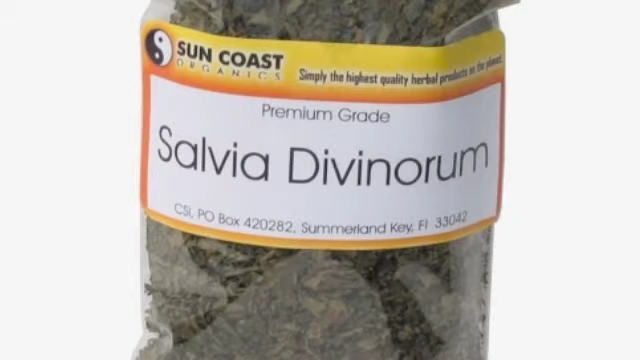 SUN COAST
ORGANICS
Simply the highest quality herbal products on the planet.
Premium Grade
Salvia Divinorum
CSI, PO Box 420282, Summerland Key, Fl 33042